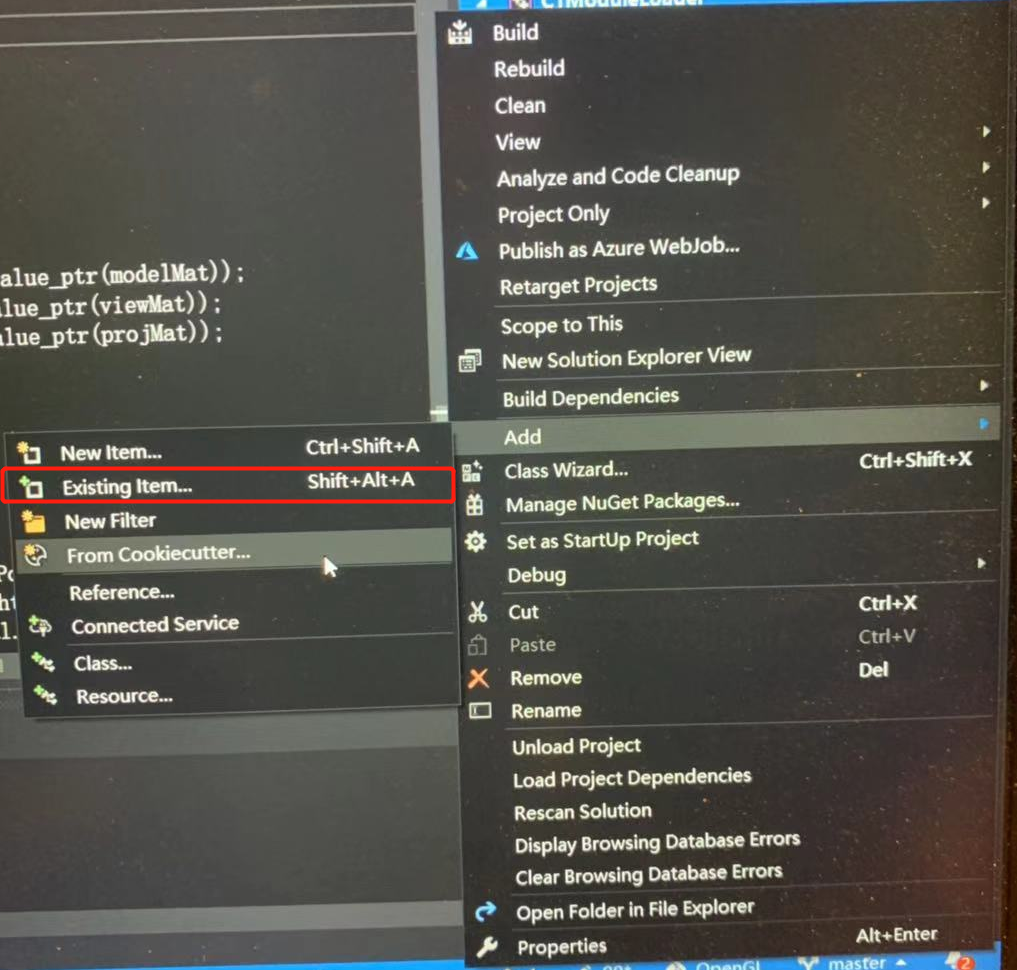 CTModuleLoader
Build
Rebuild
Clean
View
Analyze and Code Cleanup
Project Only
Publish as Azure WebJob...
Retarget Projects
Scope to This
New Solution Explorer View
Build Dependencies
Add
Class Wizard... Ctrl+Shift+X
Manage NuGet Packages...
Set as StartUp Project
Debug
Cut Ctrl+X
Paste Ctrl+V
Remove Del
Rename
Unload Project
Load Project Dependencies
Rescan Solution
Display Browsing Database Errors
Clear Browsing Database Errors
Open Folder in File Explorer
Properties Alt+Enter
alue_ptr(modelMat));
lue_ptr(viewMat));
lue_ptr(projMat));
New Item... Ctrl+Shift+A
Existing Item... Shift+Alt+A
New Filter
From Cookiecutter...
Reference...
Connected Service
Class...
Resource...
OpenGL master 2